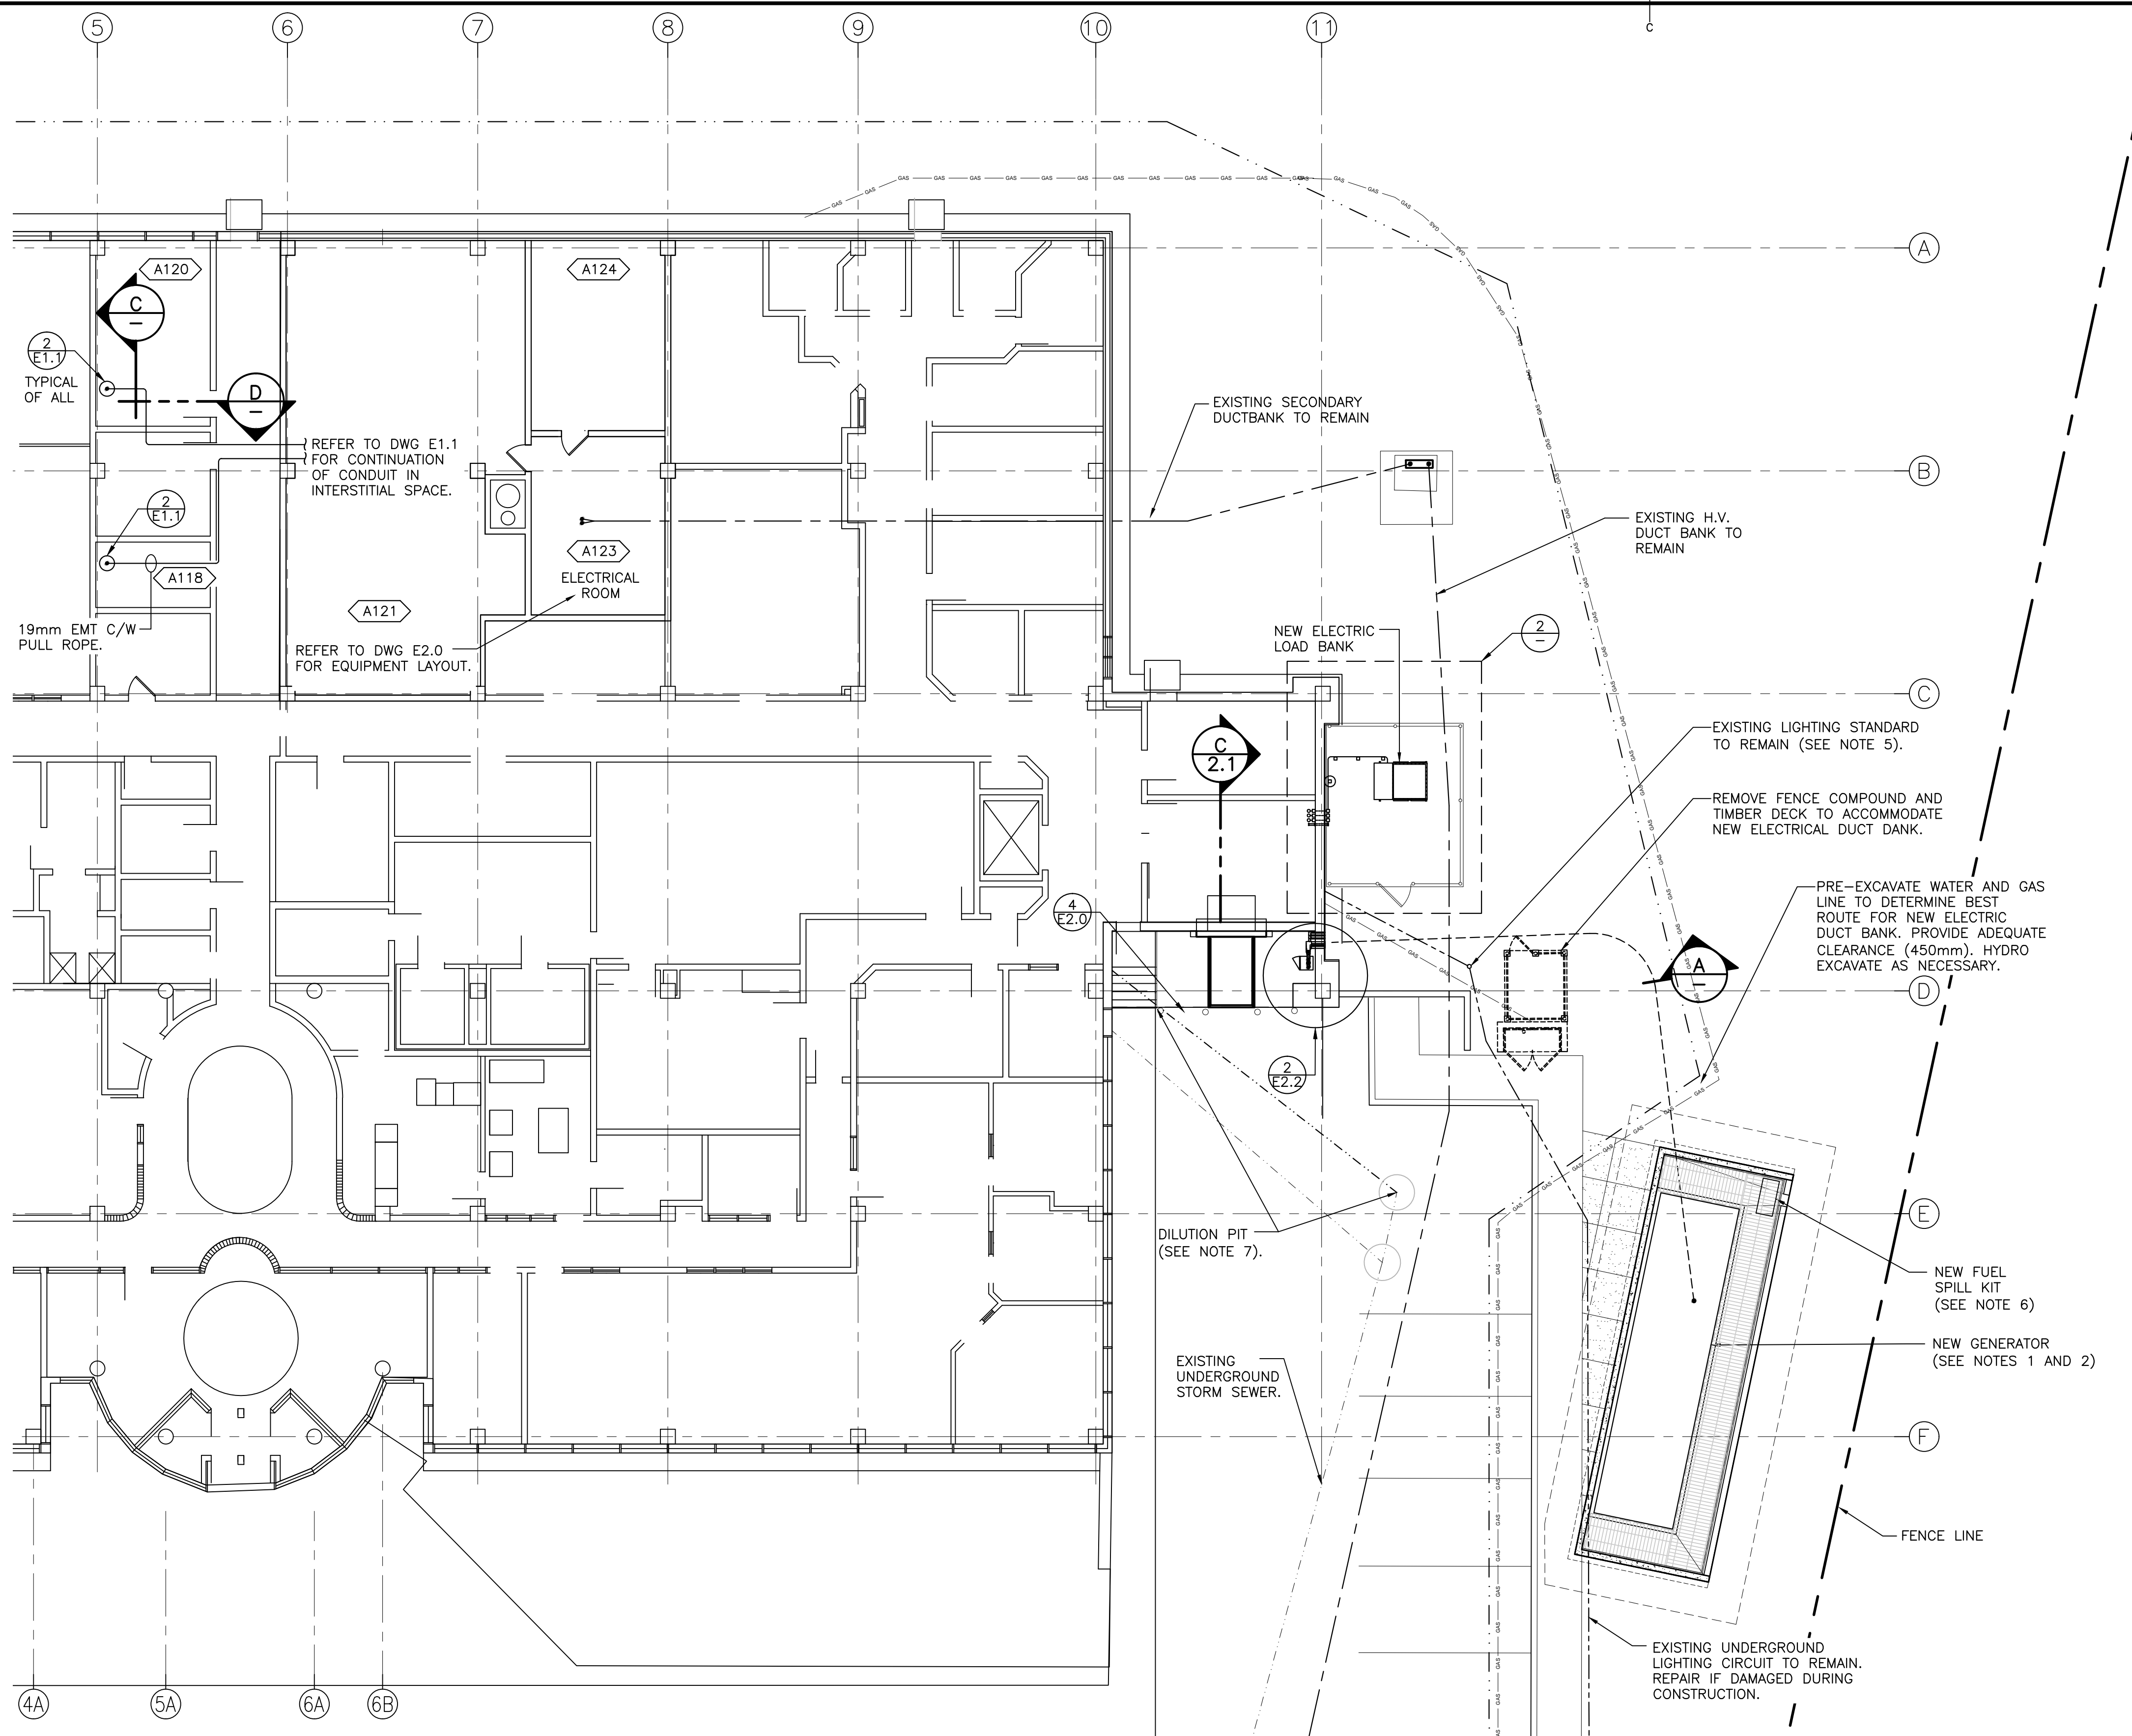 5
6
7
8
9
10
11
C
GAS
A
A120
A124
C
–
2
E1.1
TYPICAL
OF ALL
D
–
REFER TO DWG E1.1
FOR CONTINUATION
OF CONDUIT IN
INTERSTITIAL SPACE.
EXISTING SECONDARY
DUCTBANK TO REMAIN
B
2
E1.1
EXISTING H.V.
DUCT BANK TO
REMAIN
A123
ELECTRICAL
ROOM
A118
A121
19mm EMT C/W
PULL ROPE.
REFER TO DWG E2.0
FOR EQUIPMENT LAYOUT.
NEW ELECTRIC
LOAD BANK
2
–
C
C
2.1
EXISTING LIGHTING STANDARD
TO REMAIN (SEE NOTE 5).
REMOVE FENCE COMPOUND AND
TIMBER DECK TO ACCOMMODATE
NEW ELECTRICAL DUCT DANK.
PRE-EXCAVATE WATER AND GAS
LINE TO DETERMINE BEST
ROUTE FOR NEW ELECTRIC
DUCT BANK. PROVIDE ADEQUATE
CLEARANCE (450mm). HYDRO
EXCAVATE AS NECESSARY.
4
E2.0
A
–
D
2
E2.2
E
DILUTION PIT
(SEE NOTE 7).
NEW FUEL
SPILL KIT
(SEE NOTE 6)
NEW GENERATOR
(SEE NOTES 1 AND 2)
EXISTING
UNDERGROUND
STORM SEWER.
F
FENCE LINE
EXISTING UNDERGROUND
LIGHTING CIRCUIT TO REMAIN.
REPAIR IF DAMAGED DURING
CONSTRUCTION.
4A
5A
6A
6B